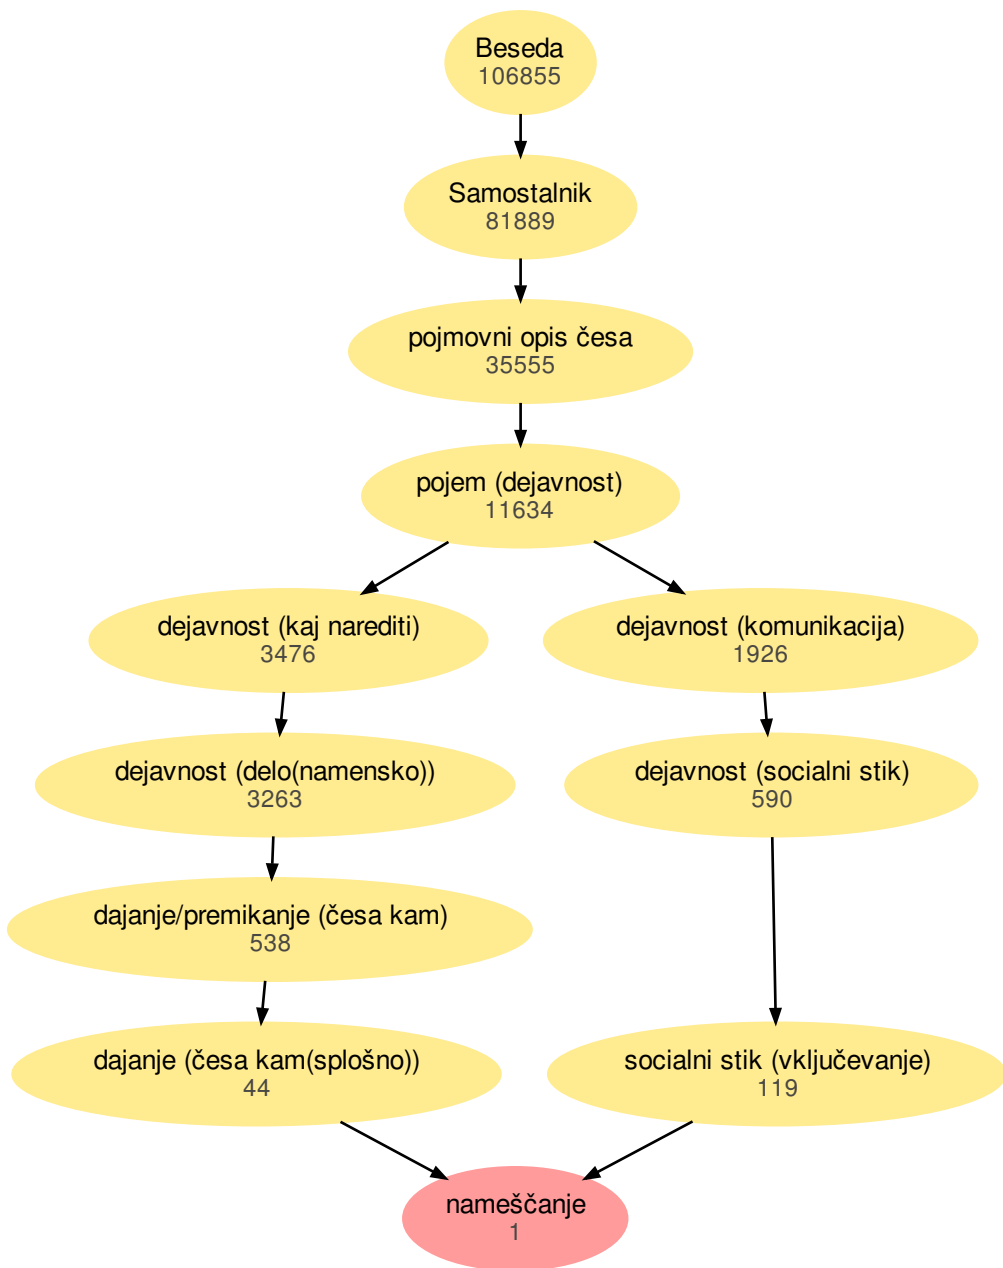 Beseda
106855
Samostalnik
81889
pojmovni opis česa
35555
pojem (dejavnost)
11634
dejavnost (kaj narediti)
3476
dejavnost (komunikacija)
1926
dejavnost (delo(namensko))
3263
dejavnost (socialni stik)
590
dajanje/premikanje (česa kam)
538
dajanje (česa kam(splošno))
44
socialni stik (vključevanje)
119
nameščanje
1